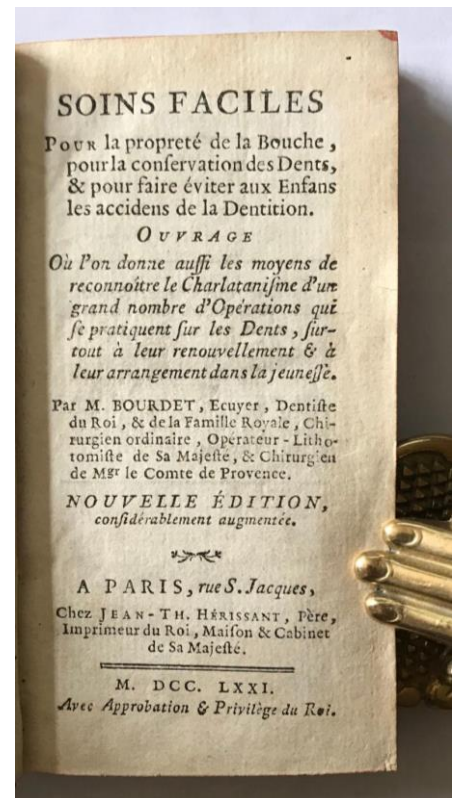 SOINS FACILES
POUR la propreté de la Bouche,
pour la conſervation des Dents,
& pour faire éviter aux Enfans
les accidens de la Dentition.
OUVRAGE
Où l'on donne auſſi les moyens de
reconnoître le Charlataniſme d'un
grand nombre d'Opérations qui
ſe pratiquent ſur les Dents, ſur-
tout à leur renouvellement & à
leur arrangement dans la jeuneſſe.
Par M. BOURDET, Ecuyer, Dentiſte
du Roi, & de la Famille Royale, Chi-
rurgien ordinaire, Opérateur-Litho-
tomiſte de Sa Majeſté, & Chirurgien
de Mgr le Comte de Provence.
NOUVELLE ÉDITION,
conſidérablement augmentée.
A PARIS, rue S. Jacques,
Chez JEAN-TH. HÉRISSANT, Père,
Imprimeur du Roi, Maiſon & Cabinet
de Sa Majeſté.
M. DCC. LXXI.
Avec Approbation & Privilège du Roi.